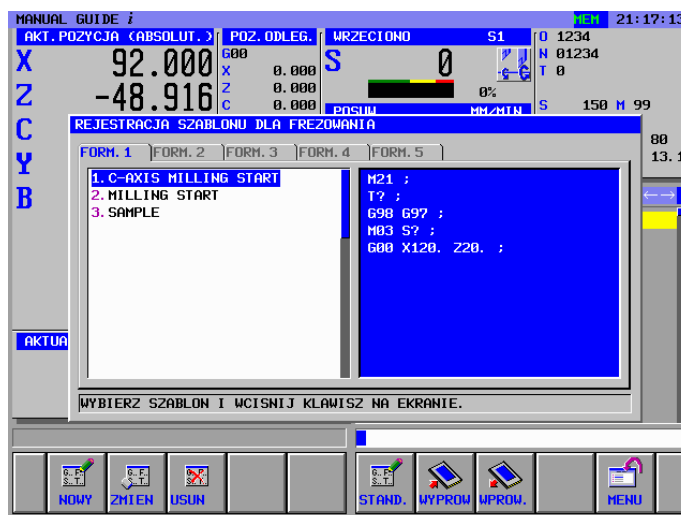 MANUAL GUIDE i MEM 21:17:13
AKT.POZYCJA (ABSOLUT.) POZ.ODLEG. WRZECIONO S1 O 1234
X 92.000 G00 S 0 N 01234
X 0.000 T 0
Z -48.916 Z 0.000 0%
C 0.000 POSUW MM/MIN S 150 M 99
C
REJESTRACJA SZABLONU DLA FREZOWANIA
80
FORM. 1 FORM. 2 FORM. 3 FORM. 4 FORM. 5
Y 13.1
B
1. C-AXIS MILLING START
2. MILLING START
3. SAMPLE
M21 ;
T? ;
G98 G97 ;
M03 S? ;
G00 X120. Z20. ;
AKTUA
WYBIERZ SZABLON I WCISNIJ KLAWISZ NA EKRANIE.
NOWY ZMIEN USUN STAND. WYPROW WPROW. MENU